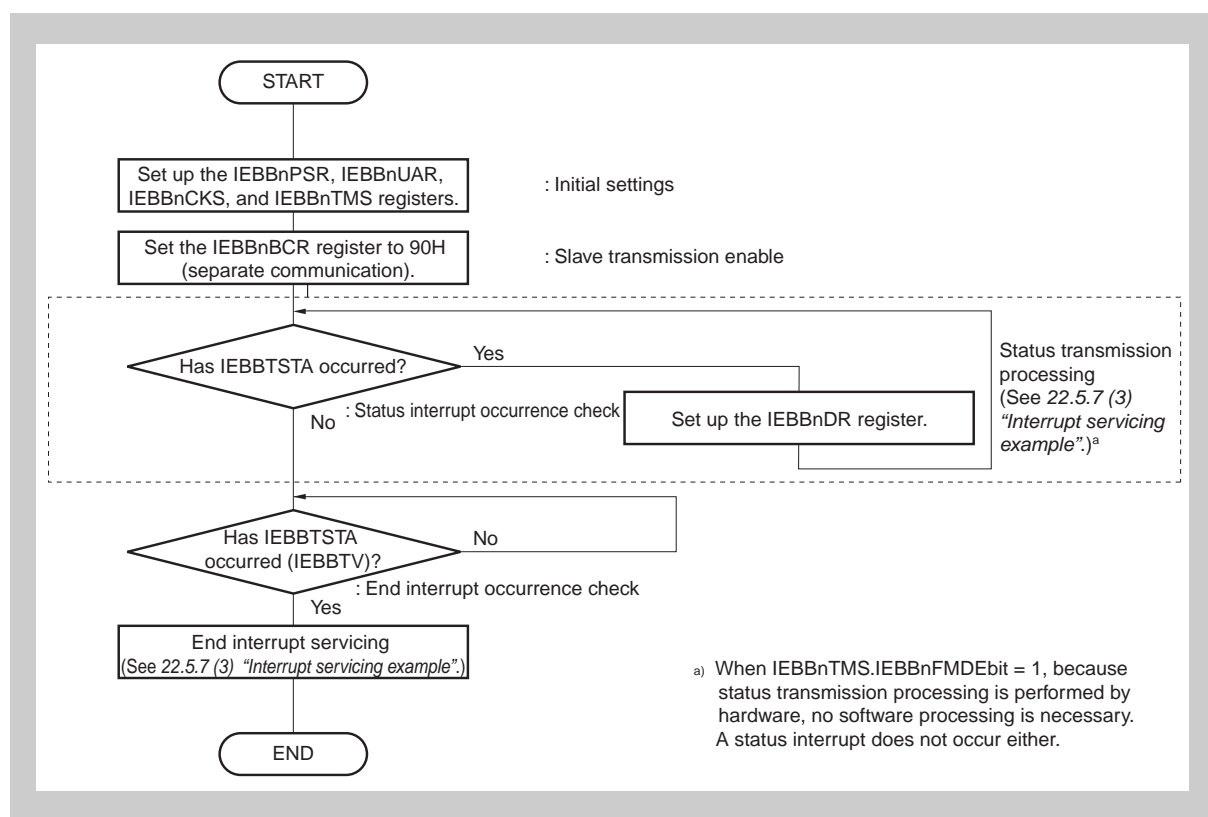 START
Set up the IEBBnPSR, IEBBnUAR,
IEBBnCKS, and IEBBnTMS registers.
: Initial settings
Set the IEBBnBCR register to 90H
(separate communication).
: Slave transmission enable
Has IEBBTSTA occurred?
Yes
No
: Status interrupt occurrence check
Set up the IEBBnDR register.
Status transmission
processing
(See 22.5.7 (3)
“Interrupt servicing
example”.)a
Has IEBBTSTA
occurred (IEBBTV)?
No
: End interrupt occurrence check
Yes
End interrupt servicing
(See 22.5.7 (3) “Interrupt servicing example”.)
a) When IEBBnTMS.IEBBnFMDEbit = 1, because
status transmission processing is performed by
hardware, no software processing is necessary.
A status interrupt does not occur either.
END